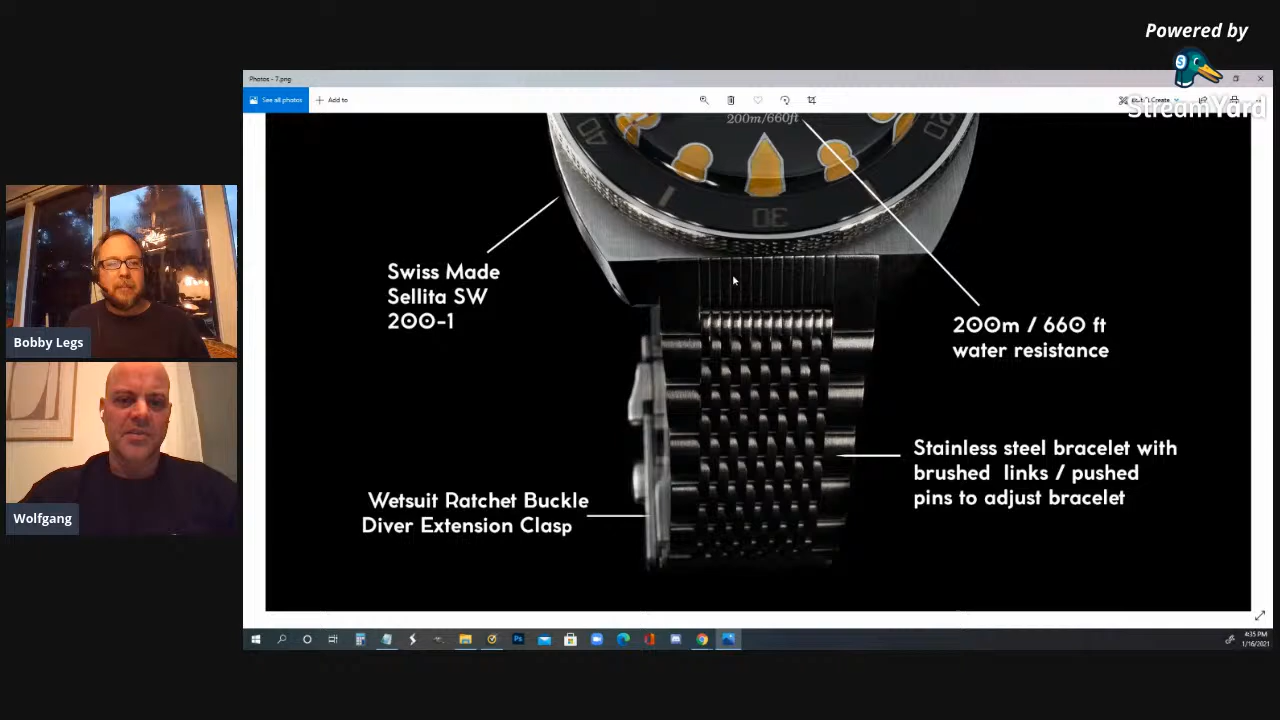 Powered by
StreamYard
Photos - 7.png
See all photos
Add to
200m/660ft
40
30
20
Swiss Made
Sellita SW
200-1
200m / 660 ft
water resistance
Stainless steel bracelet with
brushed links / pushed
pins to adjust bracelet
Wetsuit Ratchet Buckle
Diver Extension Clasp
Bobby Legs
Wolfgang
4:35 PM
1/16/2021